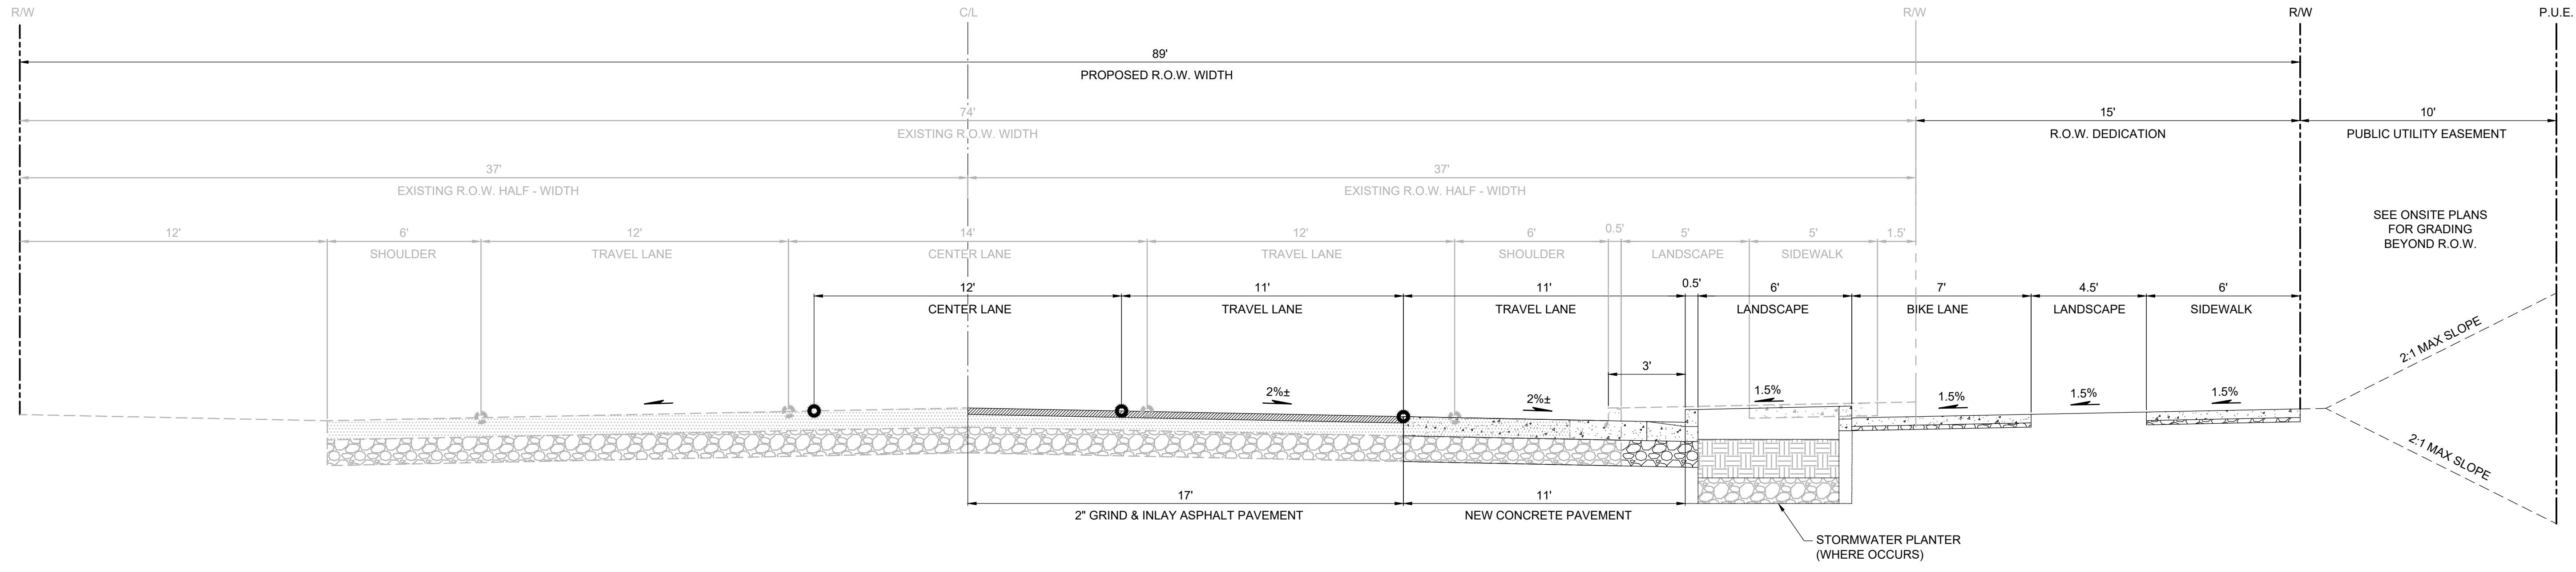 R/W
C/L
R/W
R/W
P.U.E.
89'
PROPOSED R.O.W. WIDTH
74'
EXISTING R.O.W. WIDTH
15'
R.O.W. DEDICATION
10'
PUBLIC UTILITY EASEMENT
37'
EXISTING R.O.W. HALF - WIDTH
37'
EXISTING R.O.W. HALF - WIDTH
SEE ONSITE PLANS
FOR GRADING
BEYOND R.O.W.
12'
6'
SHOULDER
12'
TRAVEL LANE
14'
CENTER LANE
12'
TRAVEL LANE
6'
SHOULDER
0.5'
5'
LANDSCAPE
5'
SIDEWALK
1.5'
12'
CENTER LANE
11'
TRAVEL LANE
11'
TRAVEL LANE
0.5'
6'
LANDSCAPE
7'
BIKE LANE
4.5'
LANDSCAPE
6'
SIDEWALK
3'
2%±
2%±
1.5%
1.5%
1.5%
1.5%
2:1 MAX SLOPE
2:1 MAX SLOPE
17'
2" GRIND & INLAY ASPHALT PAVEMENT
11'
NEW CONCRETE PAVEMENT
STORMWATER PLANTER
(WHERE OCCURS)